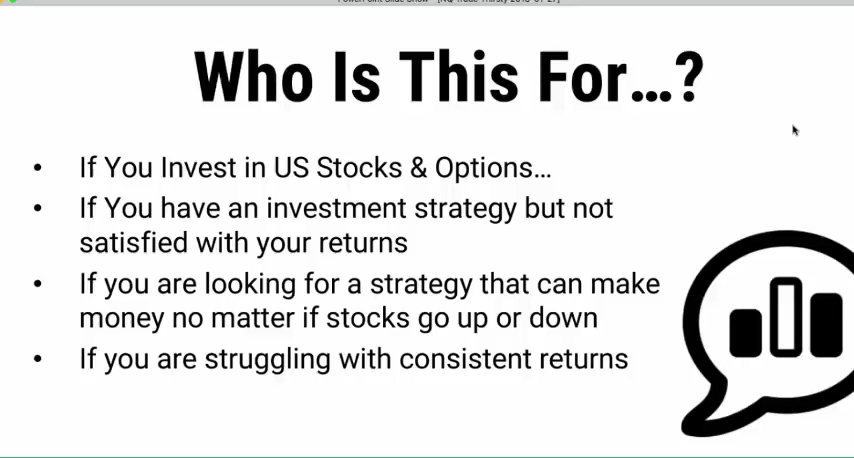 Who Is This For...?
• If You Invest in US Stocks & Options...
• If You have an investment strategy but not
satisfied with your returns
• If you are looking for a strategy that can make
money no matter if stocks go up or down
• If you are struggling with consistent returns